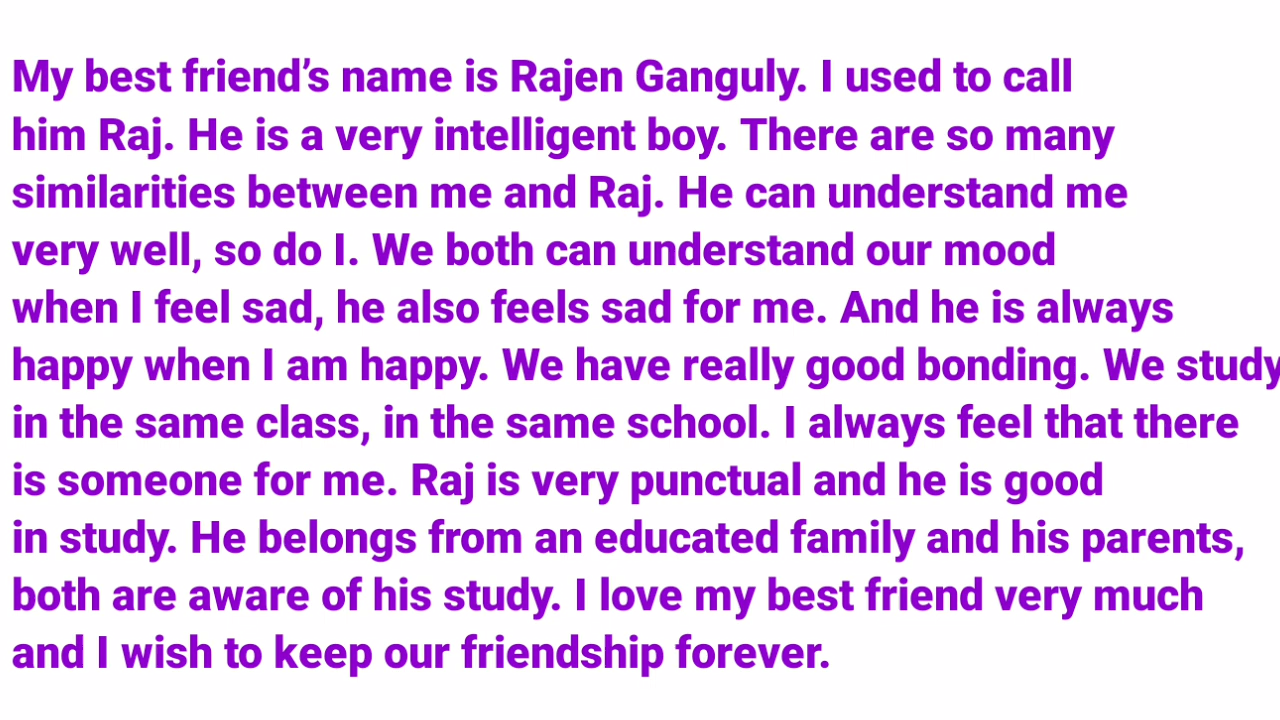 My best friend’s name is Rajen Ganguly. I used to call
him Raj. He is a very intelligent boy. There are so many
similarities between me and Raj. He can understand me
very well, so do I. We both can understand our mood
when I feel sad, he also feels sad for me. And he is always
happy when I am happy. We have really good bonding. We study
in the same class, in the same school. I always feel that there
is someone for me. Raj is very punctual and he is good
in study. He belongs from an educated family and his parents,
both are aware of his study. I love my best friend very much
and I wish to keep our friendship forever.